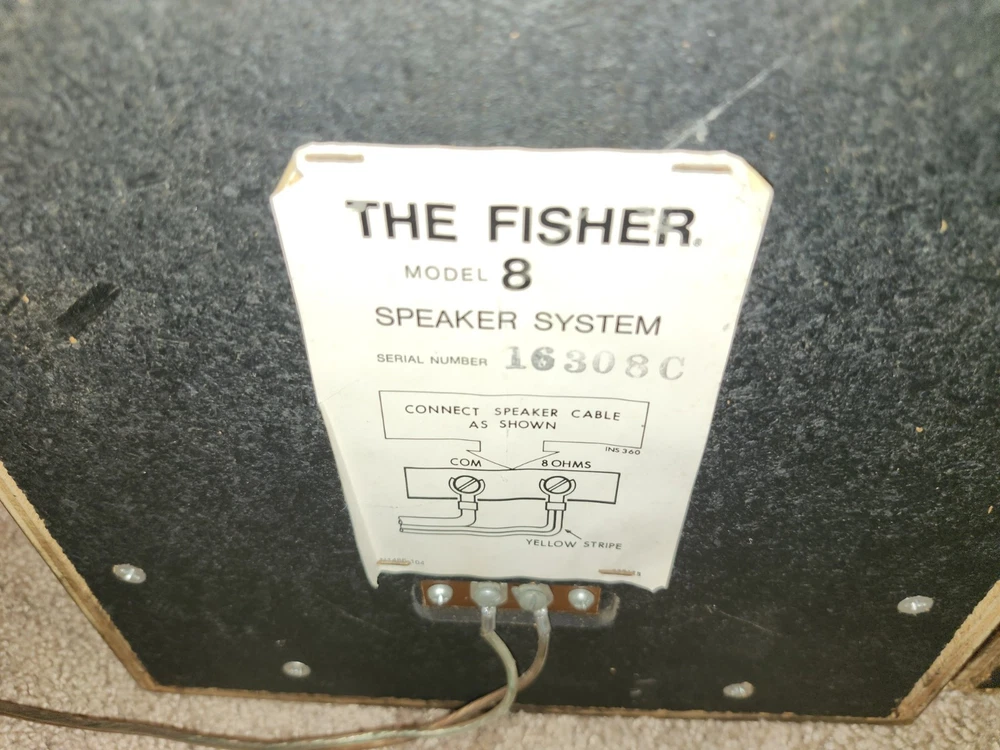 THE FISHER®
MODEL 8
SPEAKER SYSTEM
SERIAL NUMBER 16308C
CONNECT SPEAKER CABLE
AS SHOWN
INS 360
COM 8 OHMS
YELLOW STRIPE